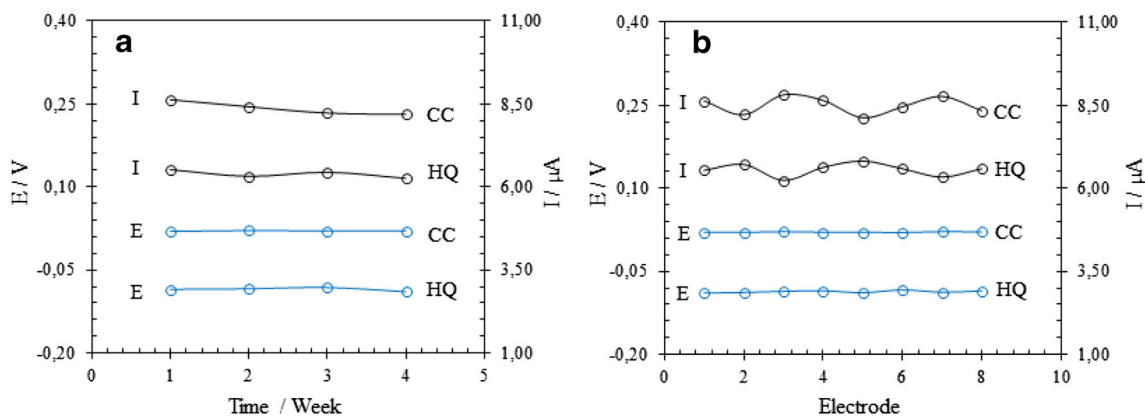 a
0,40
0,25
0,10
-0,05
-0,20
E / V
11,00
8,50
6,00
3,50
1,00
I / μA
I
CC
I
HQ
E
CC
E
HQ
0
1
2
3
4
5
Time / Week
b
0,40
0,25
0,10
-0,05
-0,20
E / V
11,00
8,50
6,00
3,50
1,00
I / μA
I
CC
I
HQ
E
CC
E
HQ
0
2
4
6
8
10
Electrode